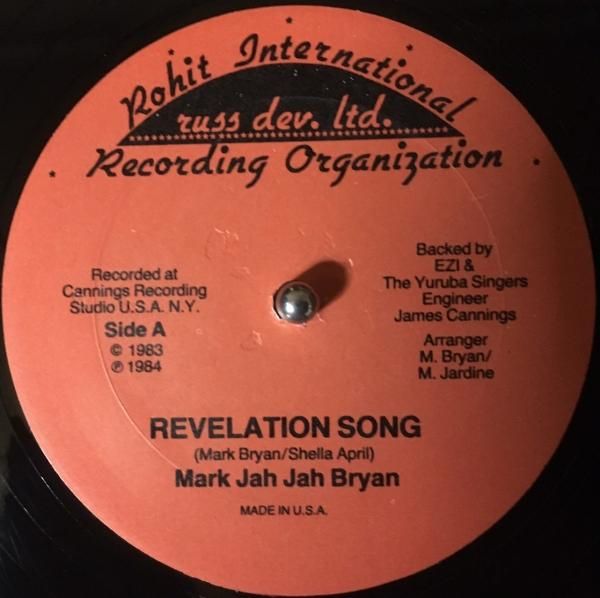 Rohit International
russ dev. ltd.
Recording Organization
Recorded at
Cannings Recording
Studio U.S.A. N.Y.
Side A
© 1983
℗ 1984
Backed by
EZI &
The Yuruba Singers
Engineer
James Cannings
Arranger
M. Bryan/
M. Jardine
REVELATION SONG
(Mark Bryan/Shella April)
Mark Jah Jah Bryan
MADE IN U.S.A.